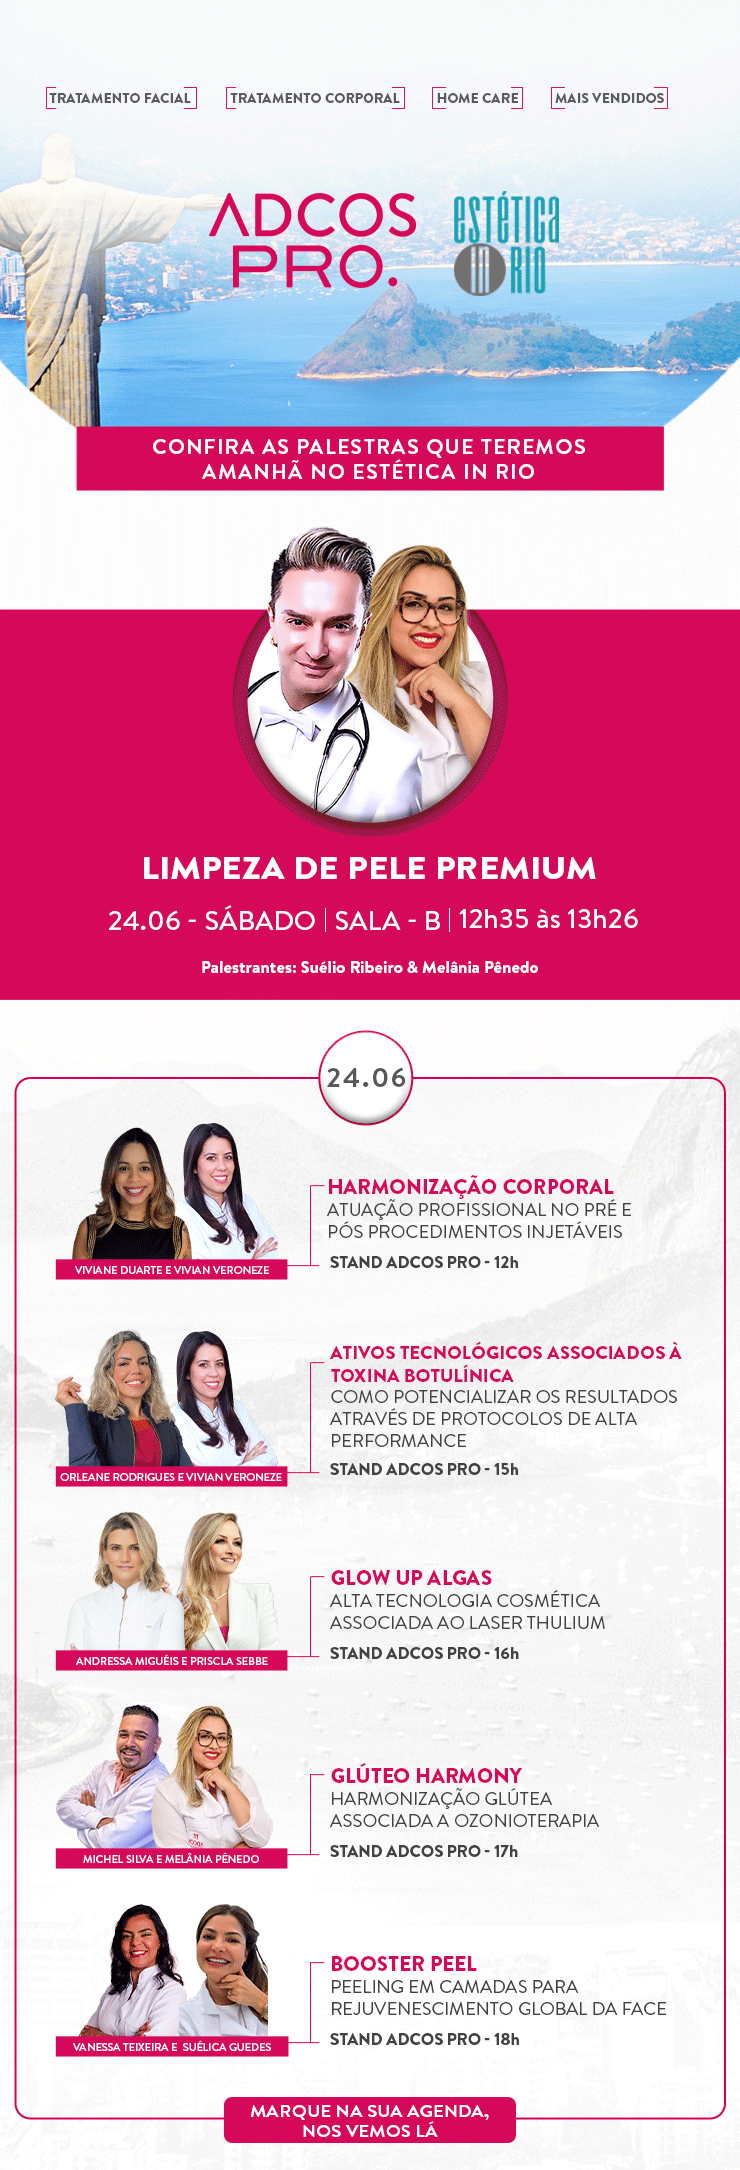 TRATAMENTO FACIAL
TRATAMENTO CORPORAL
HOME CARE
MAIS VENDIDOS
ADCOS
PRO.
estética
IN RIO
CONFIRA AS PALESTRAS QUE TEREMOS
AMANHÃ NO ESTÉTICA IN RIO
LIMPEZA DE PELE PREMIUM
24.06 - SÁBADO | SALA - B | 12h35 às 13h26
Palestrantes: Suélio Ribeiro & Melânia Pênedo
24.06
HARMONIZAÇÃO CORPORAL
ATUAÇÃO PROFISSIONAL NO PRÉ E
PÓS PROCEDIMENTOS INJETÁVEIS
STAND ADCOS PRO - 12h
VIVIANE DUARTE E VIVIAN VERONEZE
ATIVOS TECNOLÓGICOS ASSOCIADOS À
TOXINA BOTULÍNICA
COMO POTENCIALIZAR OS RESULTADOS
ATRAVÉS DE PROTOCOLOS DE ALTA
PERFORMANCE
STAND ADCOS PRO - 15h
ORLEANE RODRIGUES E VIVIAN VERONEZE
GLOW UP ALGAS
ALTA TECNOLOGIA COSMÉTICA
ASSOCIADA AO LASER THULIUM
STAND ADCOS PRO - 16h
ANDRESSA MIGUÉIS E PRISCLA SEBBE
GLÚTEO HARMONY
HARMONIZAÇÃO GLÚTEA
ASSOCIADA A OZONIOTERAPIA
STAND ADCOS PRO - 17h
MICHEL SILVA E MELÂNIA PÊNEDO
BOOSTER PEEL
PEELING EM CAMADAS PARA
REJUVENESCIMENTO GLOBAL DA FACE
STAND ADCOS PRO - 18h
VANESSA TEIXEIRA E SUÉLICA GUEDES
MARQUE NA SUA AGENDA,
NOS VEMOS LÁ